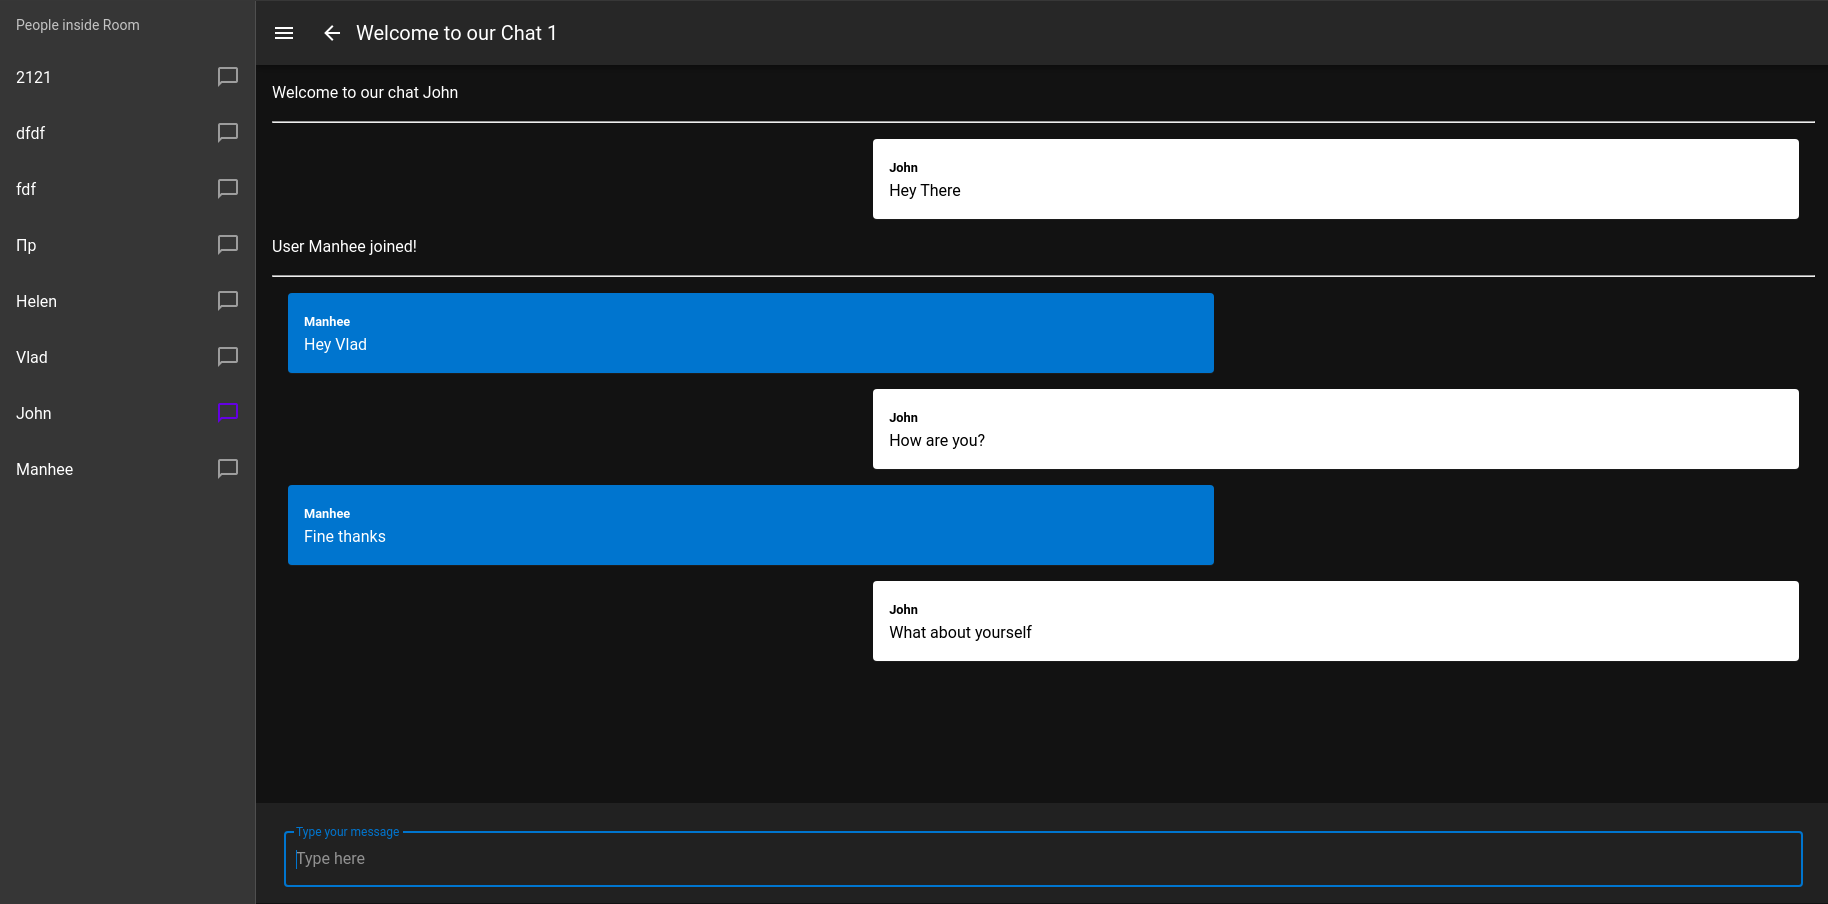 People inside Room
2121
dfdf
fdf
Пр
Helen
Vlad
John
Manhee
Welcome to our Chat 1
Welcome to our chat John
John
Hey There
User Manhee joined!
Manhee
Hey Vlad
John
How are you?
Manhee
Fine thanks
John
What about yourself
Type your message
Type here